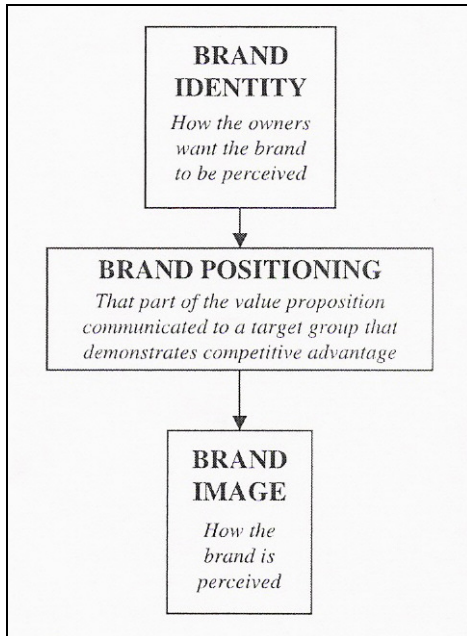 BRAND
IDENTITY
How the owners
want the brand
to be perceived
BRAND POSITIONING
That part of the value proposition
communicated to a target group that
demonstrates competitive advantage
BRAND
IMAGE
How the
brand is
perceived